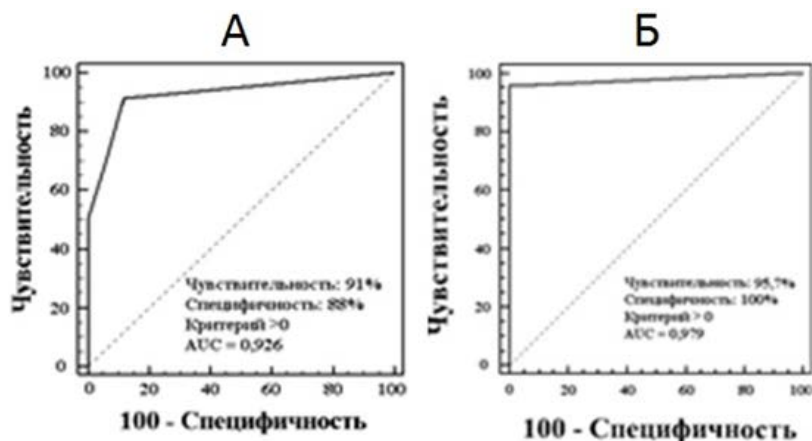 А
Чувствительность
100
80
60
40
20
0
Чувствительность: 91%
Специфичность: 88%
Критерий >0
AUC = 0,926
0 20 40 60 80 100
100 - Специфичность
Б
Чувствительность
100
80
60
40
20
0
Чувствительность: 95,7%
Специфичность: 100%
Критерий > 0
AUC = 0,979
0 20 40 60 80 100
100 - Специфичность